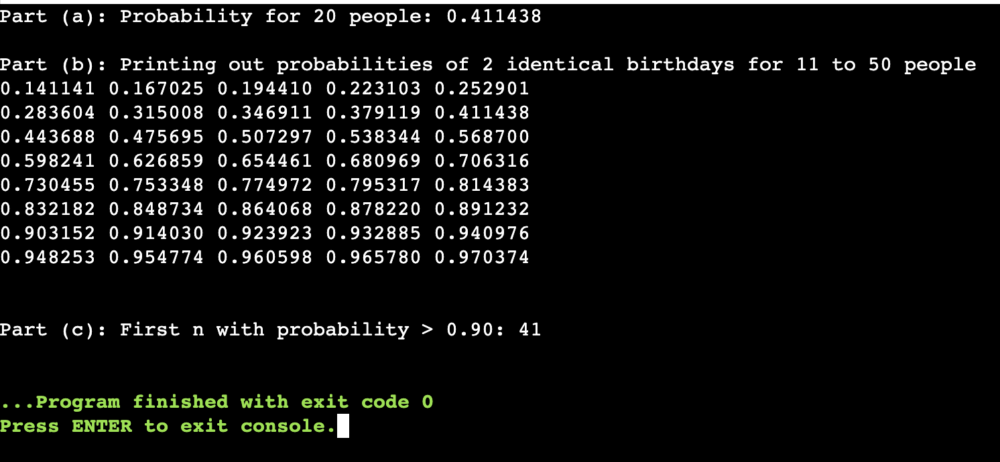 Part (a): Probability for 20 people: 0.411438
Part (b): Printing out probabilities of 2 identical birthdays for 11 to 50 people
0.141141 0.167025 0.194410 0.223103 0.252901
0.283604 0.315008 0.346911 0.379119 0.411438
0.443688 0.475695 0.507297 0.538344 0.568700
0.598241 0.626859 0.654461 0.680969 0.706316
0.730455 0.753348 0.774972 0.795317 0.814383
0.832182 0.848734 0.864068 0.878220 0.891232
0.903152 0.914030 0.923923 0.932885 0.940976
0.948253 0.954774 0.960598 0.965780 0.970374
Part (c): First n with probability > 0.90: 41
...Program finished with exit code 0
Press ENTER to exit console.